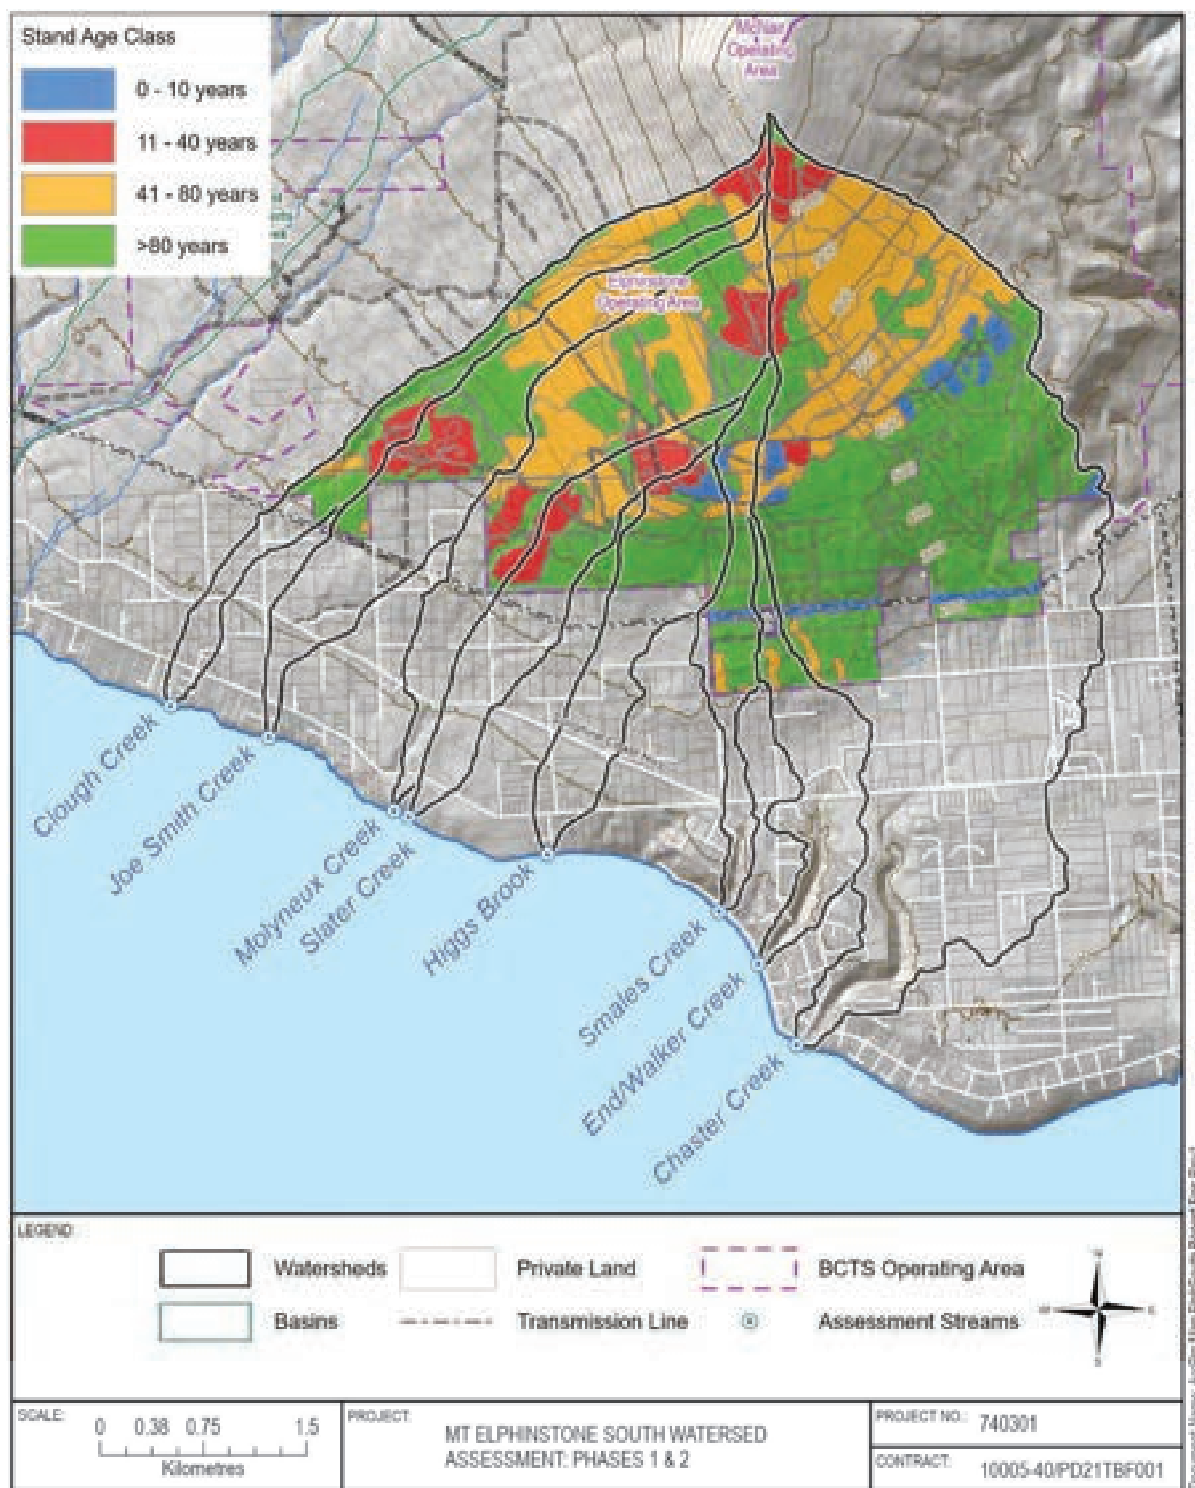 Stand Age Class
0 - 10 years
11 - 40 years
41 - 80 years
>80 years
McNair
Operating
Area
Elphinstone
Operating Area
Clough Creek
Joe Smith Creek
Molyneux Creek
Slater Creek
Higgs Brook
Smales Creek
End/Walker Creek
Chaster Creek
LEGEND
Watersheds
Private Land
BCTS Operating Area
Basins
Transmission Line
Assessment Streams
N
W
E
S
SCALE:
0 0.38 0.75 1.5
Kilometres
PROJECT:
MT ELPHINSTONE SOUTH WATERSED
ASSESSMENT: PHASES 1 & 2
PROJECT NO.: 740301
CONTRACT: 10005-40/PD21TBF001